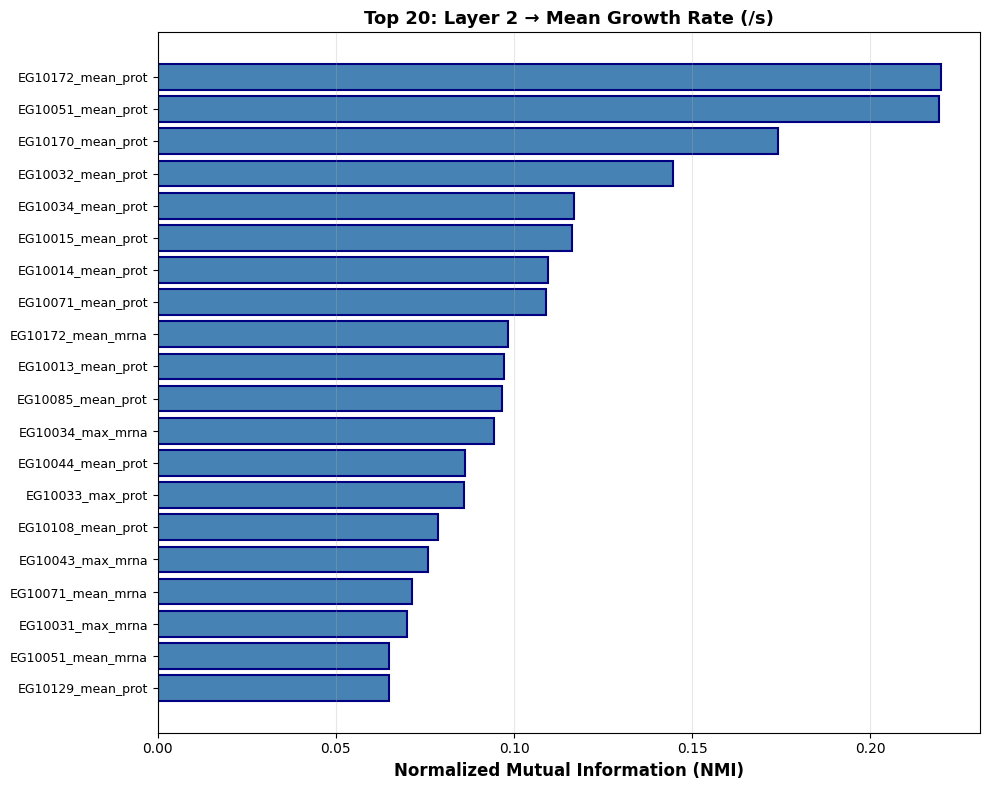 Top 20: Layer 2 → Mean Growth Rate (/s)
EG10172_mean_prot
EG10051_mean_prot
EG10170_mean_prot
EG10032_mean_prot
EG10034_mean_prot
EG10015_mean_prot
EG10014_mean_prot
EG10071_mean_prot
EG10172_mean_mrna
EG10013_mean_prot
EG10085_mean_prot
EG10034_max_mrna
EG10044_mean_prot
EG10033_max_prot
EG10108_mean_prot
EG10043_max_mrna
EG10071_mean_mrna
EG10031_max_mrna
EG10051_mean_mrna
EG10129_mean_prot
0.00 0.05 0.10 0.15 0.20
Normalized Mutual Information (NMI)